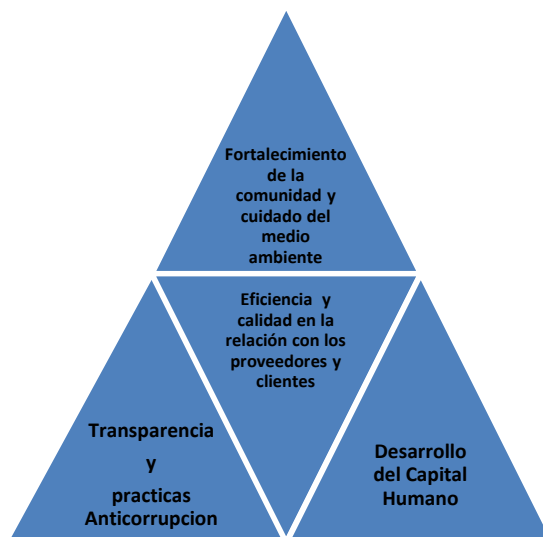 Fortalecimiento
de la
comunidad y
cuidado del
medio
ambiente
Eficiencia y
calidad en la
relación con los
proveedores y
clientes
Transparencia
y
practicas
Anticorrupcion
Desarrollo
del Capital
Humano